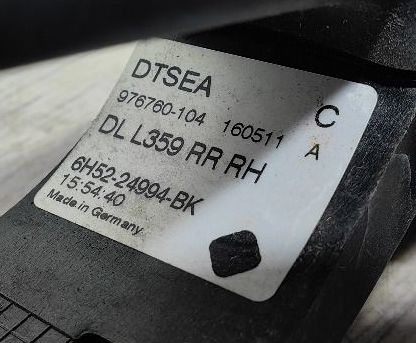 DTSEA
976760-104 160511 C
DL L359 RR RH A
6H52-24994-BK
15:54:40
Made in Germany